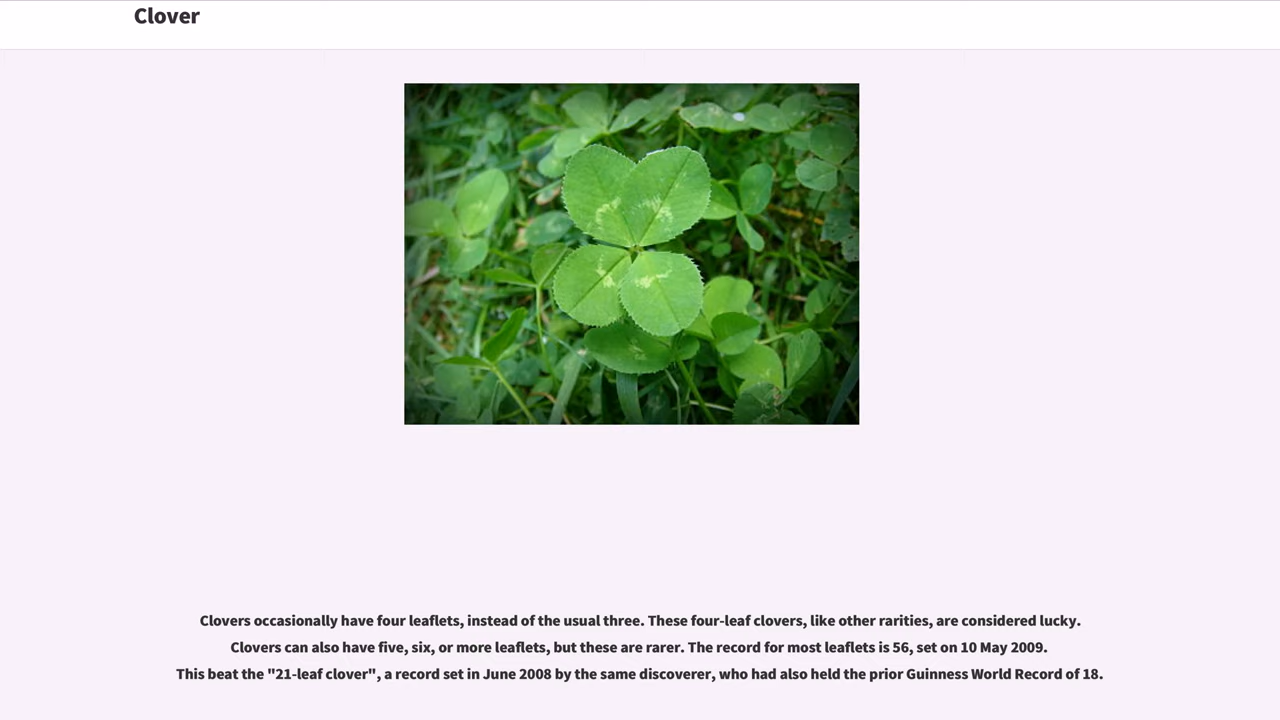 Clover
Clovers occasionally have four leaflets, instead of the usual three. These four-leaf clovers, like other rarities, are considered lucky.
Clovers can also have five, six, or more leaflets, but these are rarer. The record for most leaflets is 56, set on 10 May 2009.
This beat the "21-leaf clover", a record set in June 2008 by the same discoverer, who had also held the prior Guinness World Record of 18.